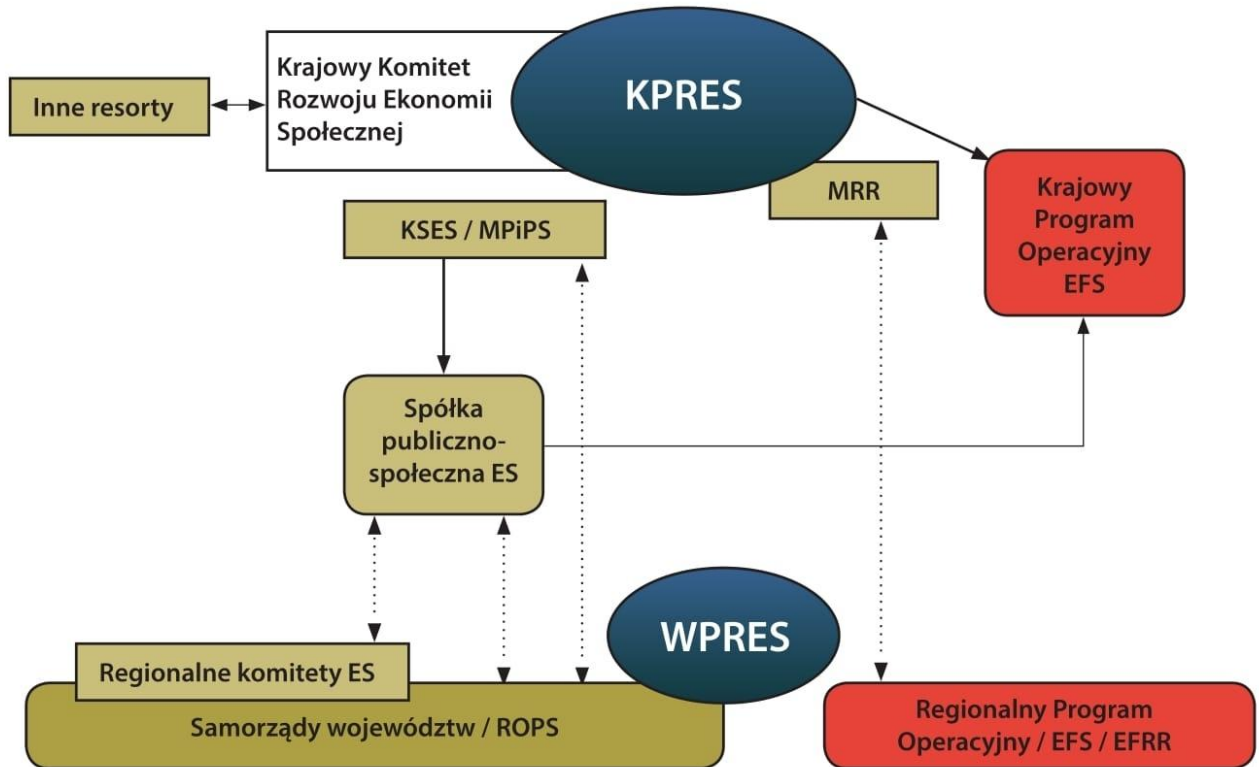 Krajowy Komitet
Rozwoju Ekonomii
Społecznej
KPRES
Inne resorty
MRR
Krajowy
Program
Operacyjny
EFS
KSES / MPiPS
Spółka
publiczno-
społeczna ES
WPRES
Regionalne komitety ES
Samorządy województw / ROPS
Regionalny Program
Operacyjny / EFS / EFRR